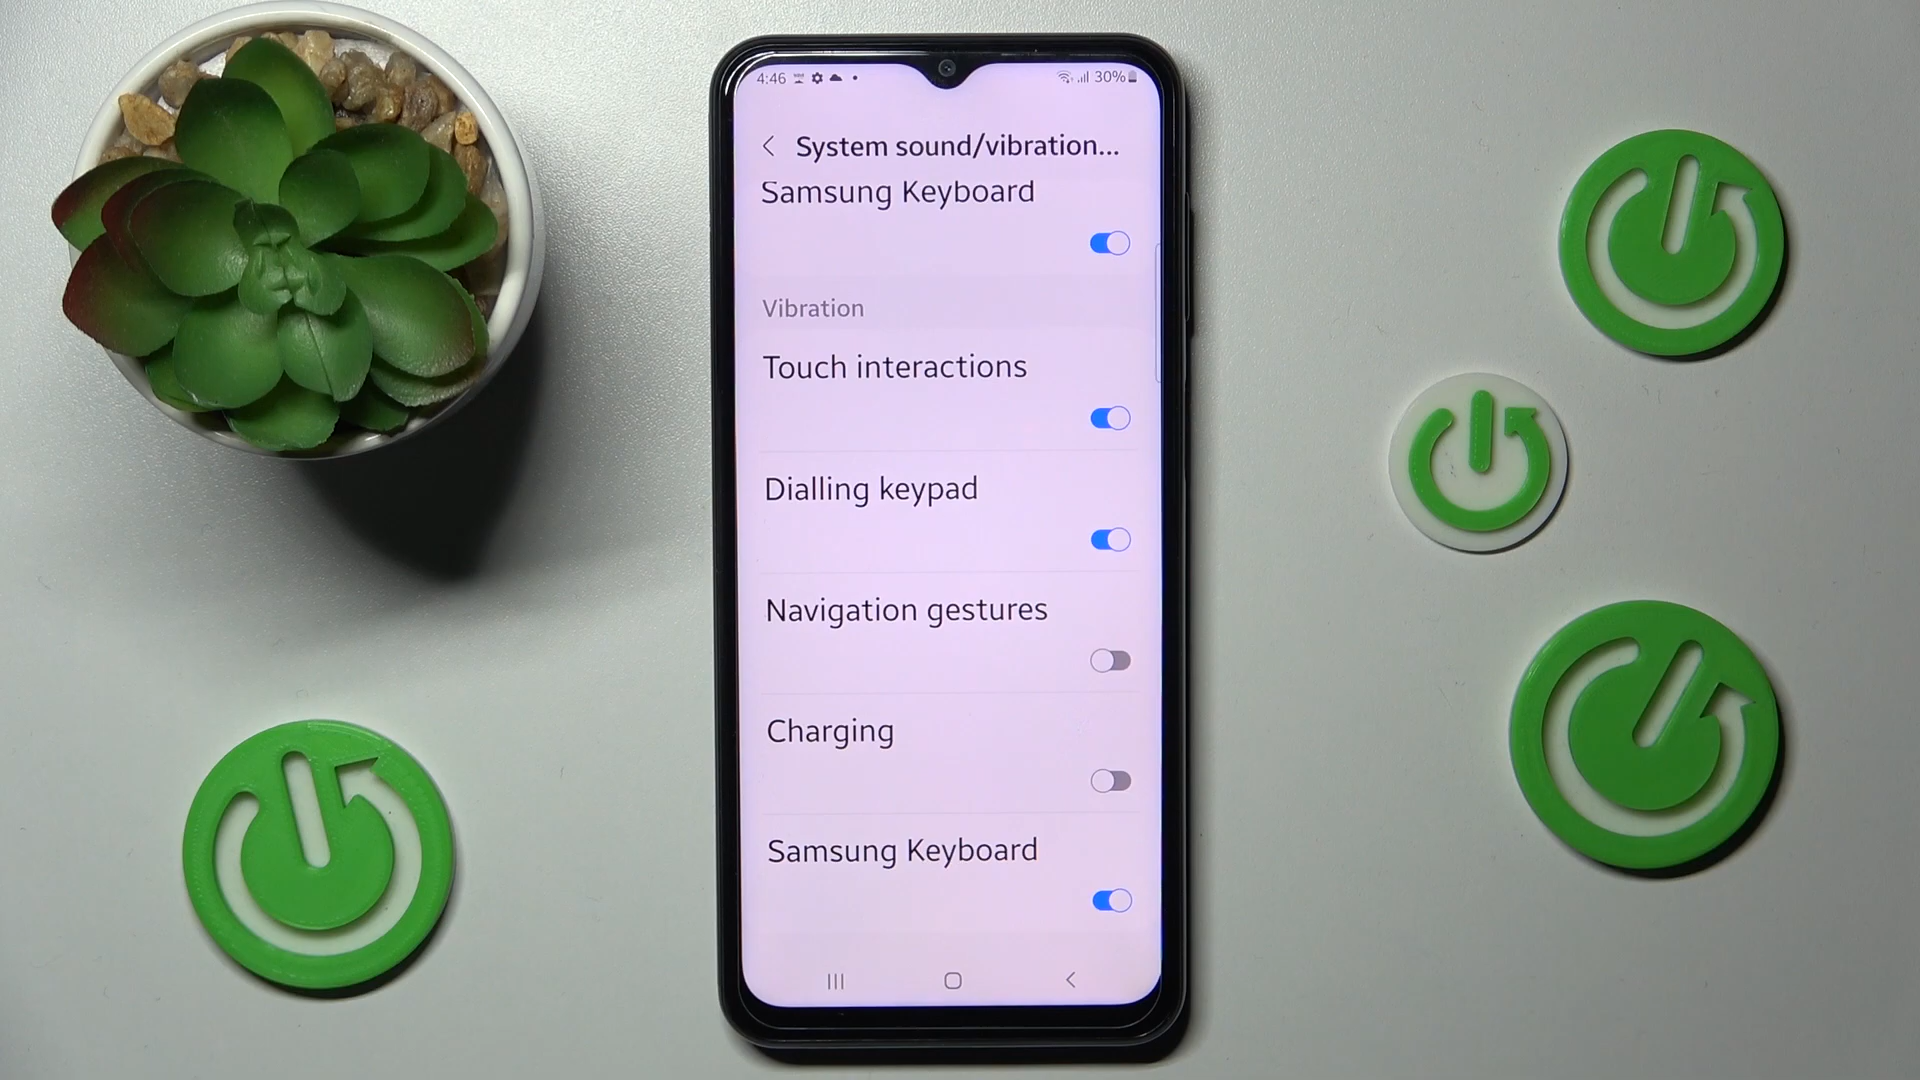 4:46 30%
System sound/vibration...
Samsung Keyboard
Vibration
Touch interactions
Dialling keypad
Navigation gestures
Charging
Samsung Keyboard